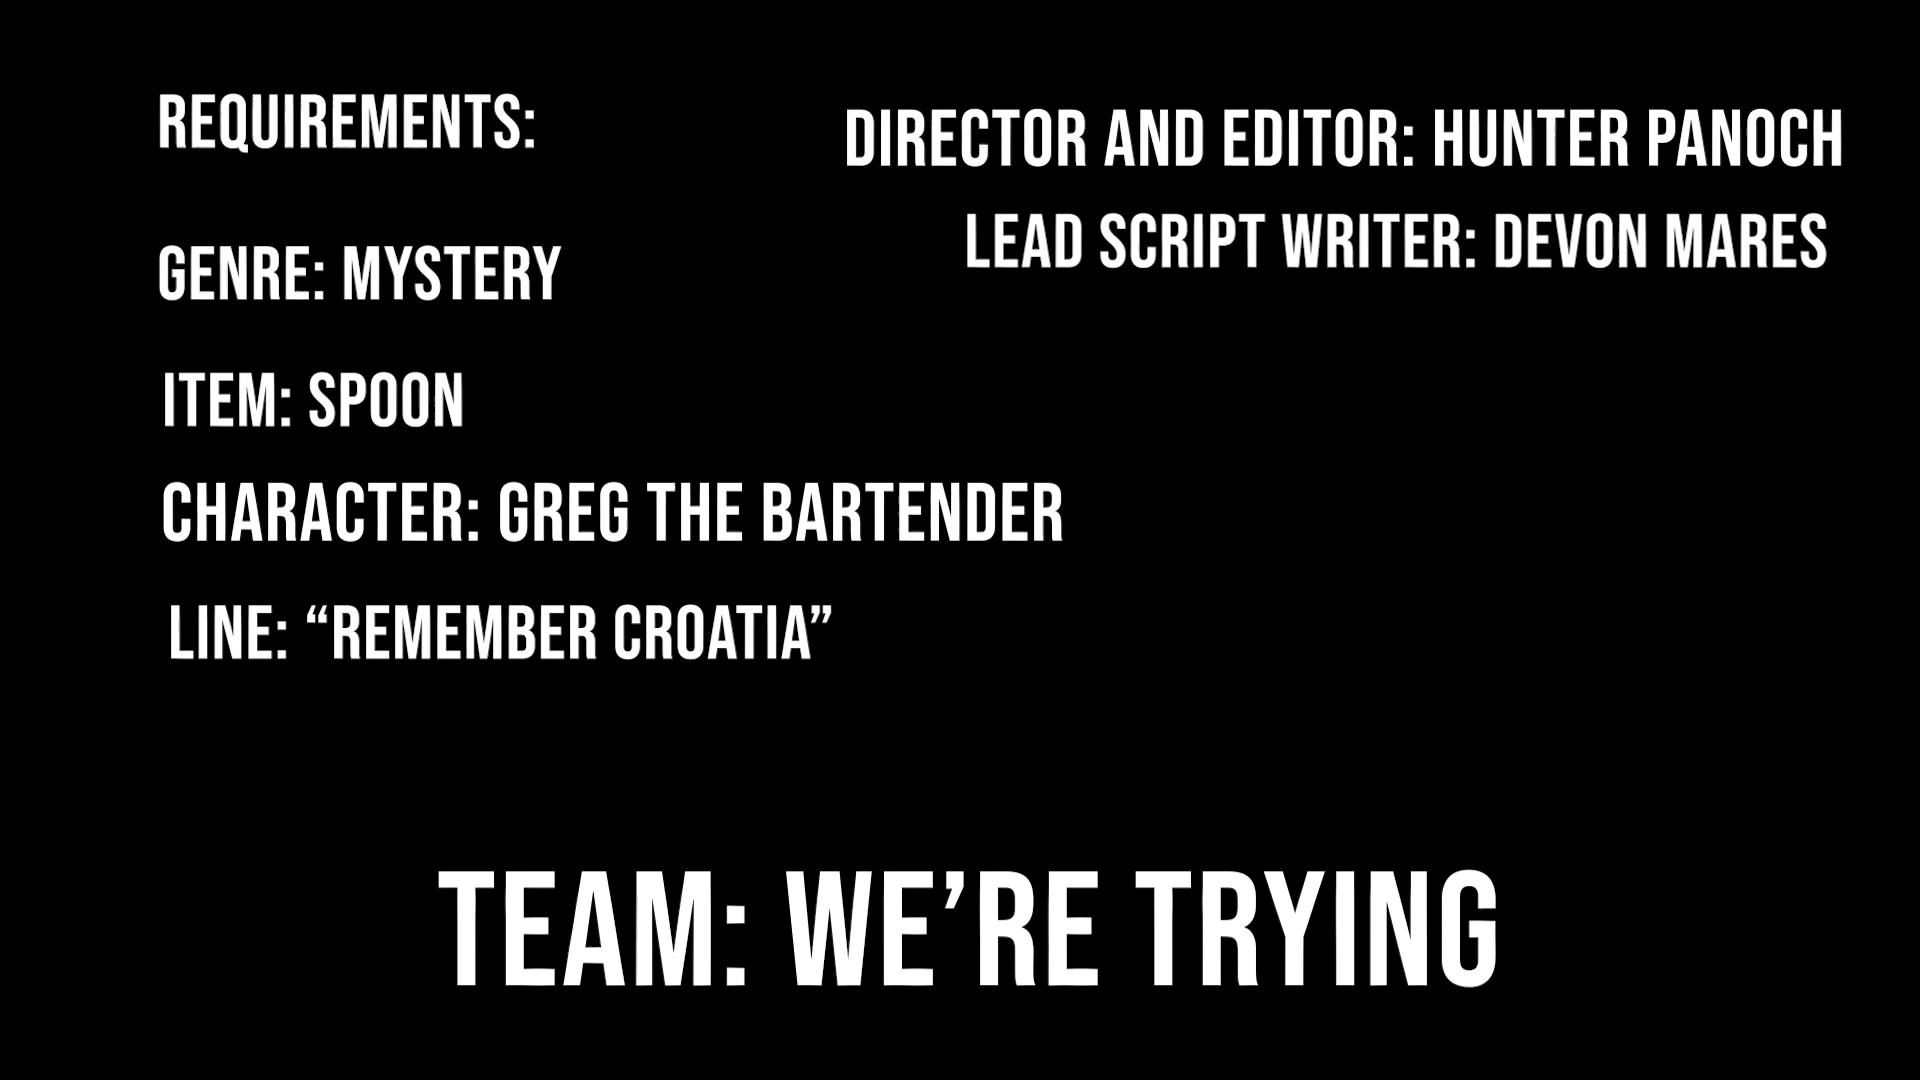 REQUIREMENTS:
DIRECTOR AND EDITOR: HUNTER PANOCH
LEAD SCRIPT WRITER: DEVON MARES
GENRE: MYSTERY
ITEM: SPOON
CHARACTER: GREG THE BARTENDER
LINE: “REMEMBER CROATIA”
TEAM: WE’RE TRYING